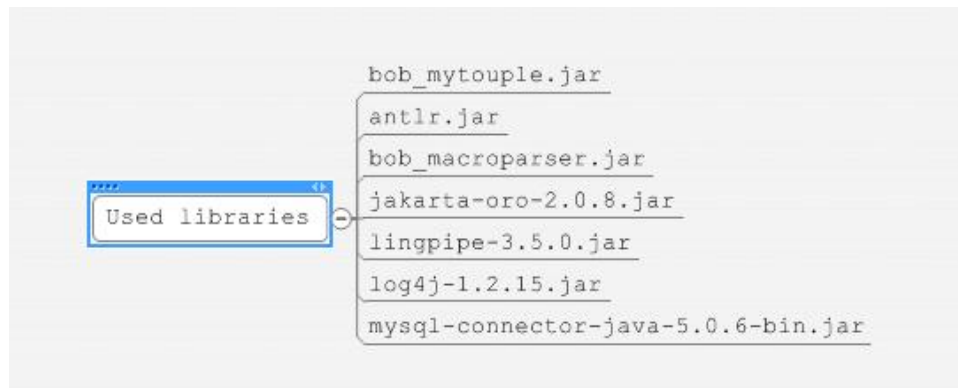 bob_mytouple.jar
antlr.jar
bob_macroparser.jar
Used libraries
jakarta-oro-2.0.8.jar
lingpipe-3.5.0.jar
log4j-1.2.15.jar
mysql-connector-java-5.0.6-bin.jar